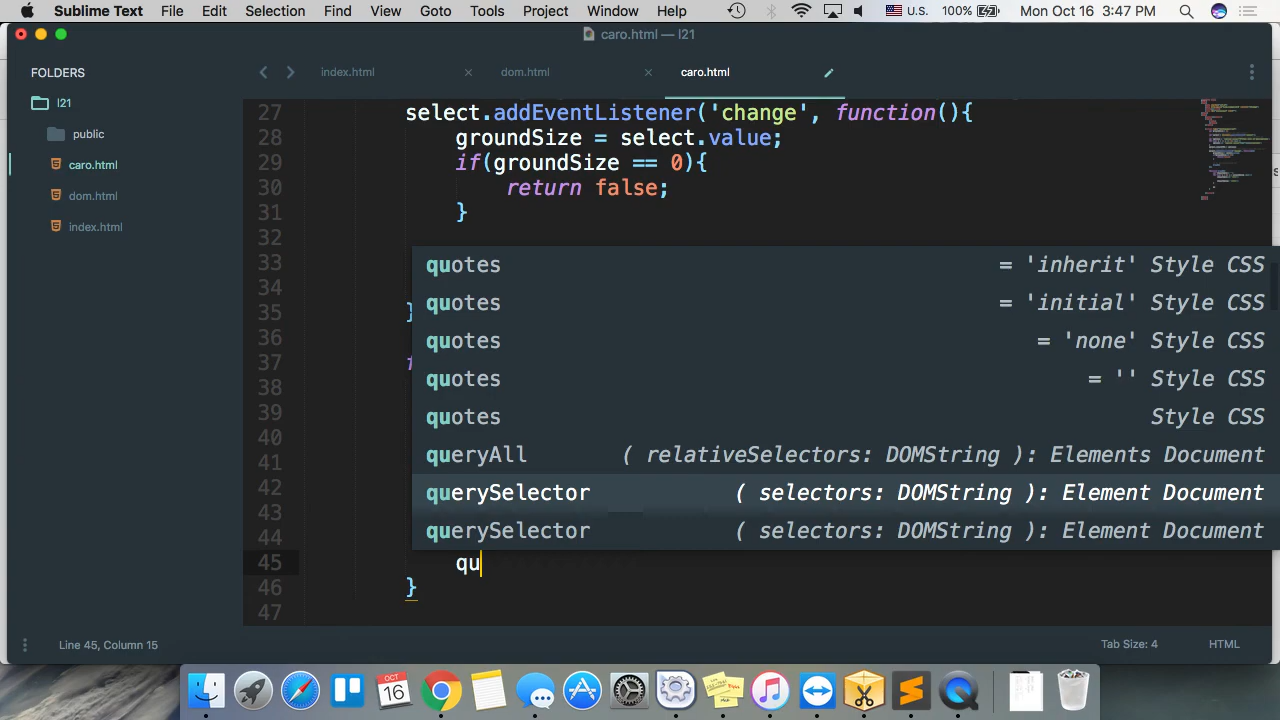 Sublime Text File Edit Selection Find View Goto Tools Project Window Help U.S. 100% Mon Oct 16 3:47 PM
caro.html — l21
FOLDERS
l21
public
caro.html
dom.html
index.html
index.html × dom.html × caro.html
27 select.addEventListener('change', function(){
28 groundSize = select.value;
29 if(groundSize == 0){
30 return false;
31 }
32
33
34
35 }
36
37 f
38
39
40
41
42
43
44
45 qu
46 }
47
quotes = 'inherit' Style CSS
quotes = 'initial' Style CSS
quotes = 'none' Style CSS
quotes = '' Style CSS
quotes Style CSS
queryAll ( relativeSelectors: DOMString ): Elements Document
querySelector ( selectors: DOMString ): Element Document
querySelector ( selectors: DOMString ): Element Document
Line 45, Column 15 Tab Size: 4 HTML
OCT
16